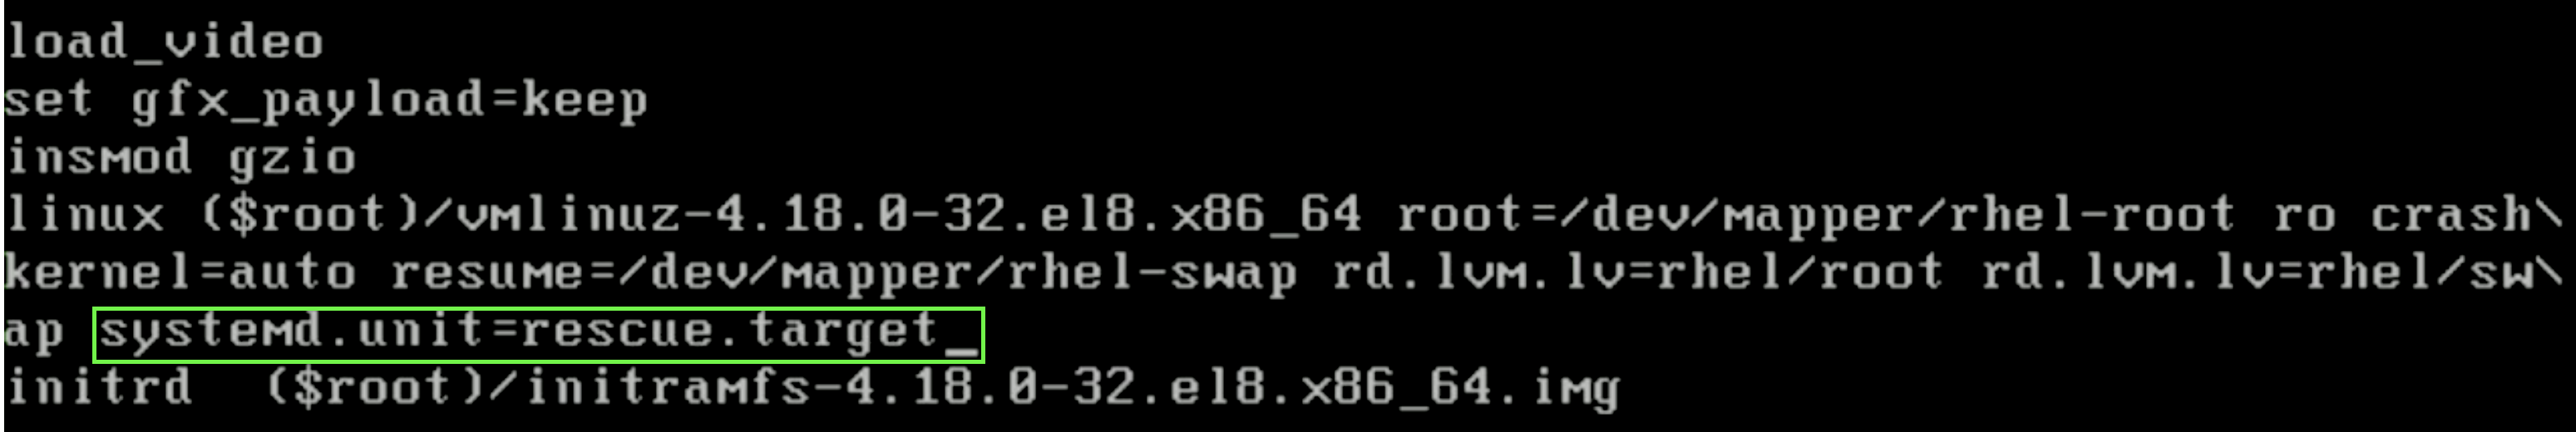 load_video
set gfx_payload=keep
insmod gzio
linux ($root)/vmlinuz-4.18.0-32.el8.x86_64 root=/dev/mapper/rhel-root ro crash\
kernel=auto resume=/dev/mapper/rhel-swap rd.lvm.lv=rhel/root rd.lvm.lv=rhel/sw\
ap systemd.unit=rescue.target_
initrd  ($root)/initramfs-4.18.0-32.el8.x86_64.img